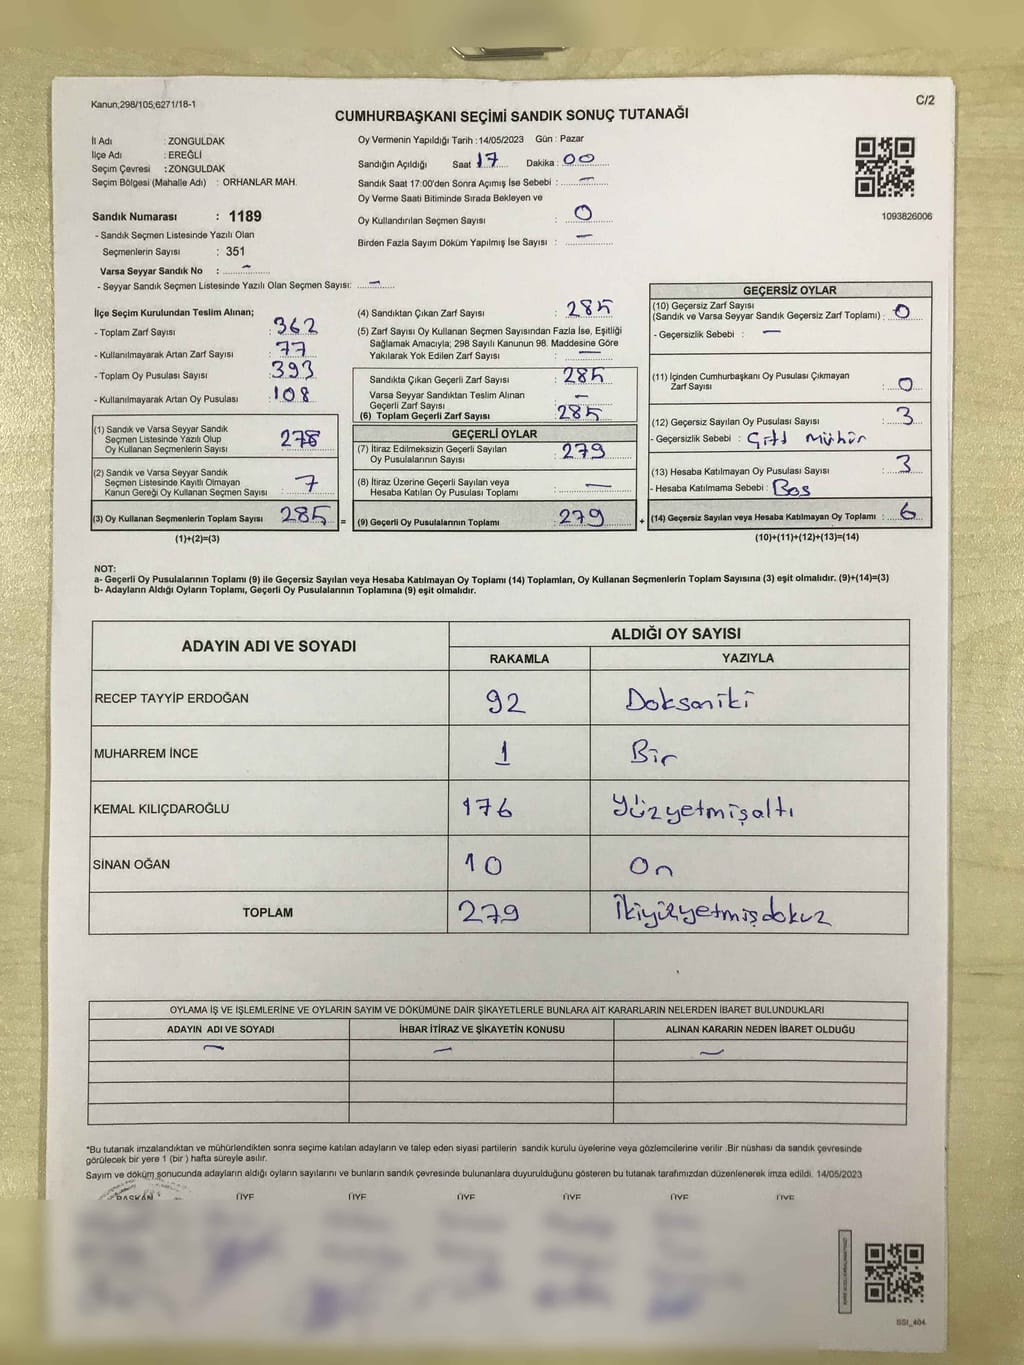 Kanun;298/105;6271/18-1
C/2
CUMHURBAŞKANI SEÇİMİ SANDIK SONUÇ TUTANAĞI
İl Adı : ZONGULDAK
İlçe Adı : EREĞLİ
Seçim Çevresi : ZONGULDAK
Seçim Bölgesi (Mahalle Adı) : ORHANLAR MAH.
Sandık Numarası : 1189
- Sandık Seçmen Listesinde Yazılı Olan
Seçmenlerin Sayısı : 351
Varsa Seyyar Sandık No : –
- Seyyar Sandık Seçmen Listesinde Yazılı Olan Seçmen Sayısı: –
Oy Vermenin Yapıldığı Tarih : 14/05/2023 Gün : Pazar
Sandığın Açıldığı Saat 17 Dakika : 00
Sandık Saat 17:00'den Sonra Açımış İse Sebebi : –
Oy Verme Saati Bitiminde Sırada Bekleyen ve
Oy Kullandırılan Seçmen Sayısı : 0
Birden Fazla Sayım Döküm Yapılmış İse Sayısı : –
1093826006
İlçe Seçim Kurulundan Teslim Alınan;
- Toplam Zarf Sayısı : 362
- Kullanılmayarak Artan Zarf Sayısı : 77
- Toplam Oy Pusulası Sayısı : 393
- Kullanılmayarak Artan Oy Pusulası : 108
(1) Sandık ve Varsa Seyyar Sandık
Seçmen Listesinde Yazılı Olup
Oy Kullanan Seçmenlerin Sayısı : 278
(2) Sandık ve Varsa Seyyar Sandık
Seçmen Listesinde Kayıtlı Olmayan
Kanun Gereği Oy Kullanan Seçmen Sayısı : 7
(3) Oy Kullanan Seçmenlerin Toplam Sayısı : 285
(1)+(2)=(3)
(4) Sandıktan Çıkan Zarf Sayısı : 285
(5) Zarf Sayısı Oy Kullanan Seçmen Sayısından Fazla İse, Eşitliği
Sağlamak Amacıyla; 298 Sayılı Kanunun 98. Maddesine Göre
Yakılarak Yok Edilen Zarf Sayısı : –
Sandıkta Çıkan Geçerli Zarf Sayısı : 285
Varsa Seyyar Sandıktan Teslim Alınan
Geçerli Zarf Sayısı : –
(6) Toplam Geçerli Zarf Sayısı : 285
GEÇERLİ OYLAR
(7) İtiraz Edilmeksizin Geçerli Sayılan
Oy Pusulalarının Sayısı : 279
(8) İtiraz Üzerine Geçerli Sayılan veya
Hesaba Katılan Oy Pusulası Toplamı : –
= (9) Geçerli Oy Pusulalarının Toplamı : 279
GEÇERSİZ OYLAR
(10) Geçersiz Zarf Sayısı
(Sandık ve Varsa Seyyar Sandık Geçersiz Zarf Toplamı) : 0
- Geçersizlik Sebebi : –
(11) İçinden Cumhurbaşkanı Oy Pusulası Çıkmayan
Zarf Sayısı : 0
(12) Geçersiz Sayılan Oy Pusulası Sayısı : 3
- Geçersizlik Sebebi : Çift Mühür
(13) Hesaba Katılmayan Oy Pusulası Sayısı : 3
- Hesaba Katılmama Sebebi : Boş
+ (14) Geçersiz Sayılan veya Hesaba Katılmayan Oy Toplamı : 6
(10)+(11)+(12)+(13)=(14)
NOT:
a- Geçerli Oy Pusulalarının Toplamı (9) ile Geçersiz Sayılan veya Hesaba Katılmayan Oy Toplamı (14) Toplamları, Oy Kullanan Seçmenlerin Toplam Sayısına (3) eşit olmalıdır. (9)+(14)=(3)
b- Adayların Aldığı Oyların Toplamı, Geçerli Oy Pusulalarının Toplamına (9) eşit olmalıdır.
ADAYIN ADI VE SOYADI ALDIĞI OY SAYISI
RAKAMLA YAZIYLA
RECEP TAYYİP ERDOĞAN 92 Doksaniki
MUHARREM İNCE 1 Bir
KEMAL KILIÇDAROĞLU 176 Yüzyetmişaltı
SİNAN OĞAN 10 On
TOPLAM 279 İkiyüzyetmişdokuz
OYLAMA İŞ VE İŞLEMLERİNE VE OYLARIN SAYIM VE DÖKÜMÜNE DAİR ŞİKAYETLERLE BUNLARA AİT KARARLARIN NELERDEN İBARET BULUNDUKLARI
ADAYIN ADI VE SOYADI İHBAR İTİRAZ VE ŞİKAYETİN KONUSU ALINAN KARARIN NEDEN İBARET OLDUĞU
– – –
*Bu tutanak imzalandıktan ve mühürlendikten sonra seçime katılan adayların ve talep eden siyasi partilerin sandık kurulu üyelerine veya gözlemcilerine verilir .Bir nüshası da sandık çevresinde
görülecek bir yere 1 (bir ) hafta süreyle asılır.
Sayım ve döküm sonucunda adayların aldığı oyların sayılarını ve bunların sandık çevresinde bulunanlara duyurulduğunu gösteren bu tutanak tarafımızdan düzenlenerek imza edildi. 14/05/2023
BAŞKAN ÜYE ÜYE ÜYE ÜYE ÜYE ÜYE
SSI_404